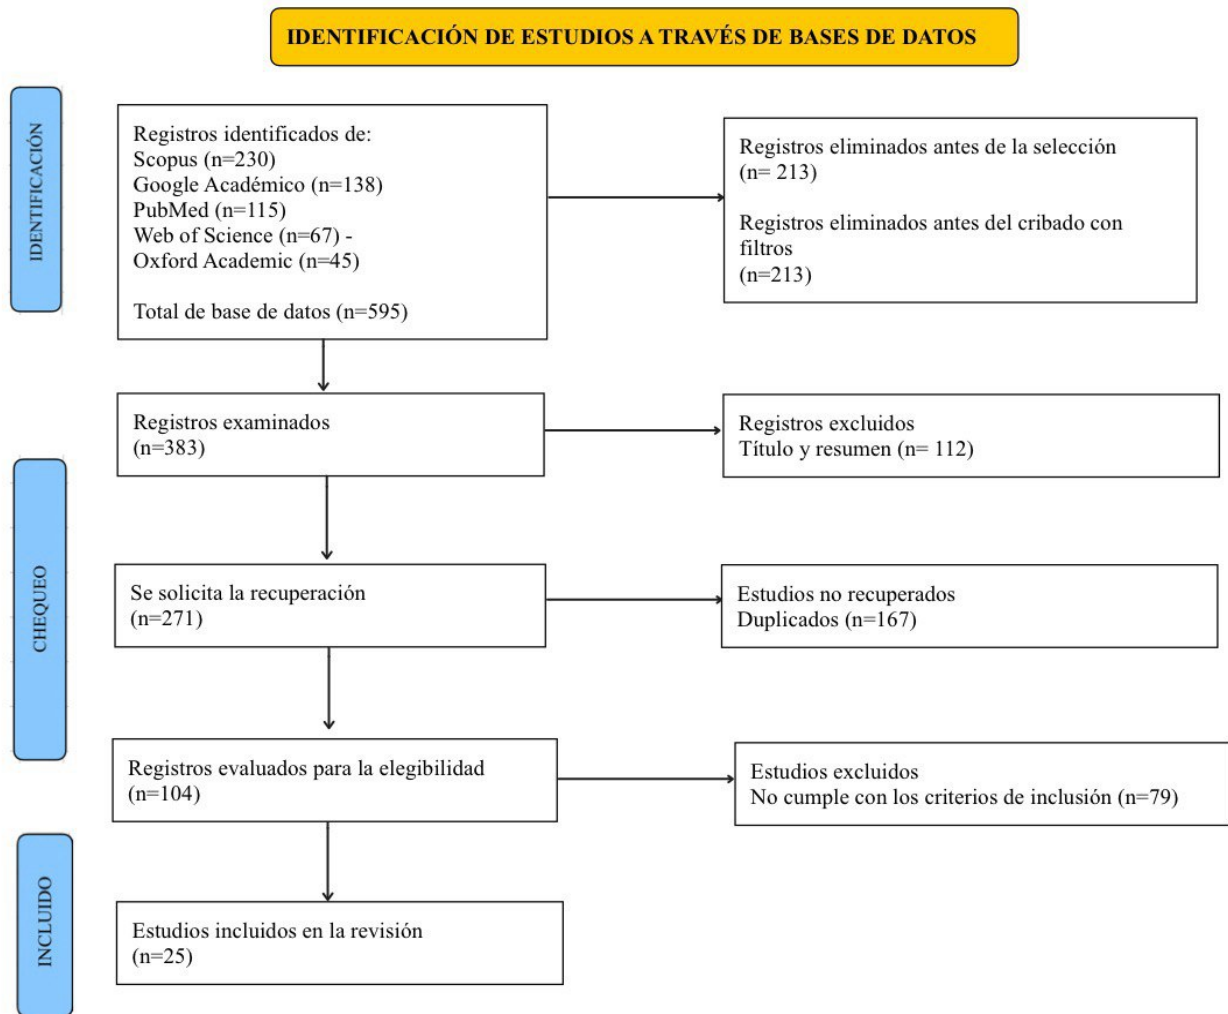 IDENTIFICACIÓN DE ESTUDIOS A TRAVÉS DE BASES DE DATOS
IDENTIFICACIÓN
Registros identificados de:
Scopus (n=230)
Google Académico (n=138)
PubMed (n=115)
Web of Science (n=67) -
Oxford Academic (n=45)
Total de base de datos (n=595)
Registros eliminados antes de la selección
(n= 213)
Registros eliminados antes del cribado con
filtros
(n=213)
CHEQUEO
Registros examinados
(n=383)
Registros excluidos
Título y resumen (n= 112)
Se solicita la recuperación
(n=271)
Estudios no recuperados
Duplicados (n=167)
Registros evaluados para la elegibilidad
(n=104)
Estudios excluidos
No cumple con los criterios de inclusión (n=79)
INCLUIDO
Estudios incluidos en la revisión
(n=25)